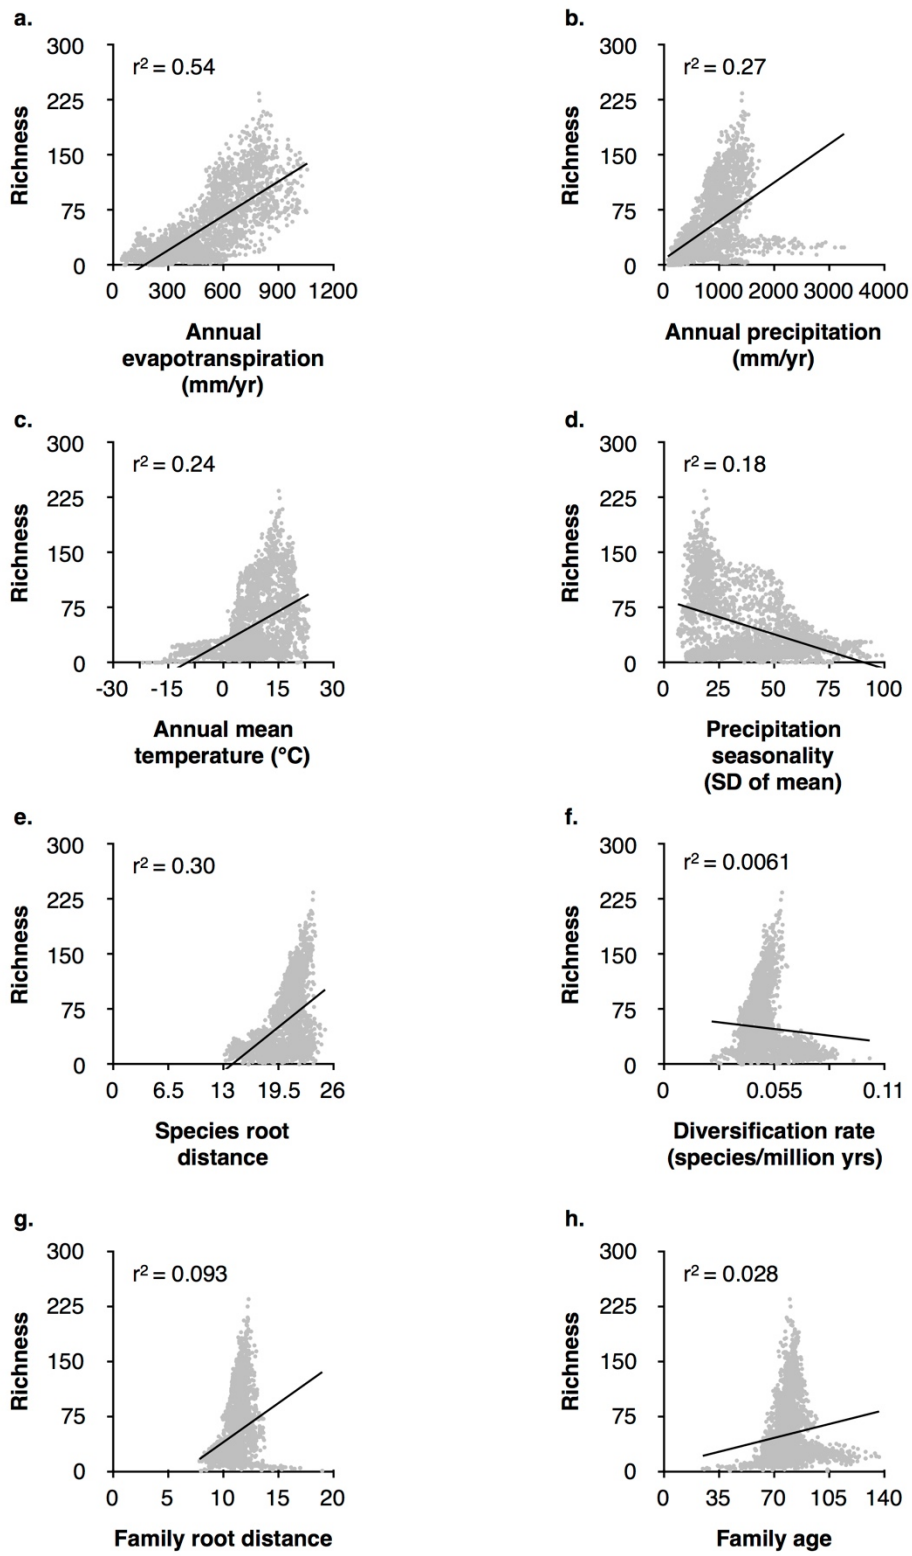 a.
300
225
150
75
0
Richness
r² = 0.54
0 300 600 900 1200
Annual
evapotranspiration
(mm/yr)
b.
300
225
150
75
0
Richness
r² = 0.27
0 1000 2000 3000 4000
Annual precipitation
(mm/yr)
c.
300
225
150
75
0
Richness
r² = 0.24
-30 -15 0 15 30
Annual mean
temperature (°C)
d.
300
225
150
75
0
Richness
r² = 0.18
0 25 50 75 100
Precipitation
seasonality
(SD of mean)
e.
300
225
150
75
0
Richness
r² = 0.30
0 6.5 13 19.5 26
Species root
distance
f.
300
225
150
75
0
Richness
r² = 0.0061
0 0.055 0.11
Diversification rate
(species/million yrs)
g.
300
225
150
75
0
Richness
r² = 0.093
0 5 10 15 20
Family root distance
h.
300
225
150
75
0
Richness
r² = 0.028
0 35 70 105 140
Family age